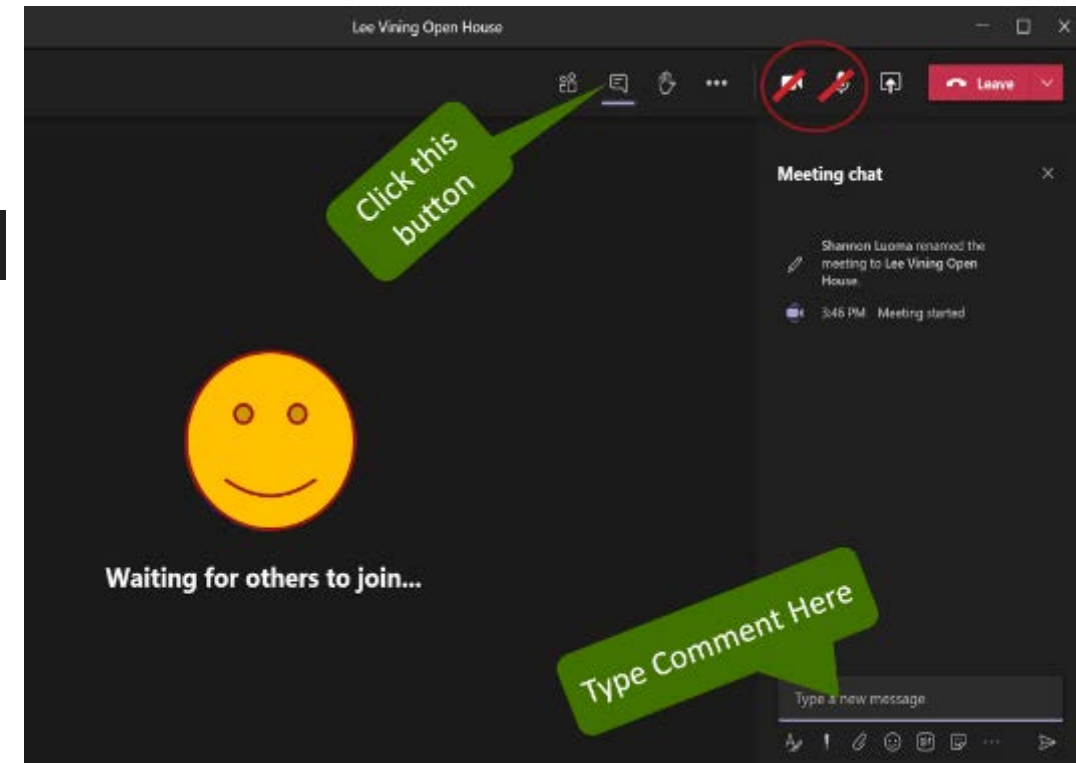 Lee Vining Open House
Leave
Click this
button
Meeting chat
Shannon Luoma renamed the
meeting to Lee Vining Open
House.
3:46 PM Meeting started
Waiting for others to join...
Type Comment Here
Type a new message